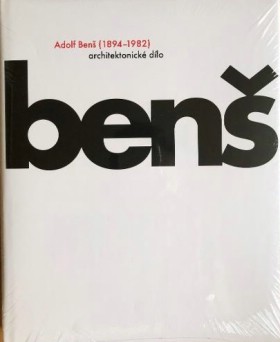 Adolf Benš (1894–1982)
architektonické dílo
benš